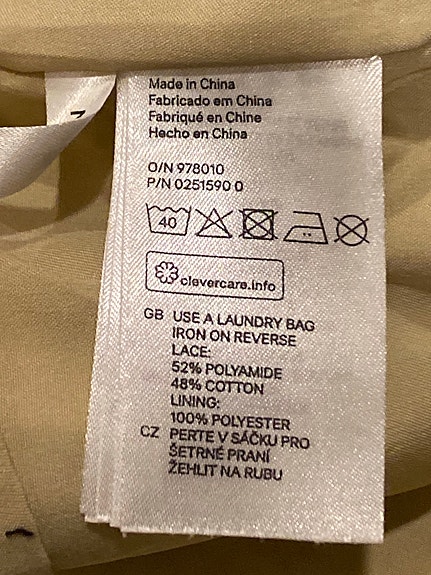 Made in China
Fabricado em China
Fabriqué en Chine
Hecho en China
O/N 978010
P/N 0251590 0
40
clevercare.info
GB USE A LAUNDRY BAG
IRON ON REVERSE
LACE:
52% POLYAMIDE
48% COTTON
LINING:
100% POLYESTER
CZ PERTE V SÁČKU PRO
ŠETRNÉ PRANÍ
ŽEHLIT NA RUBU